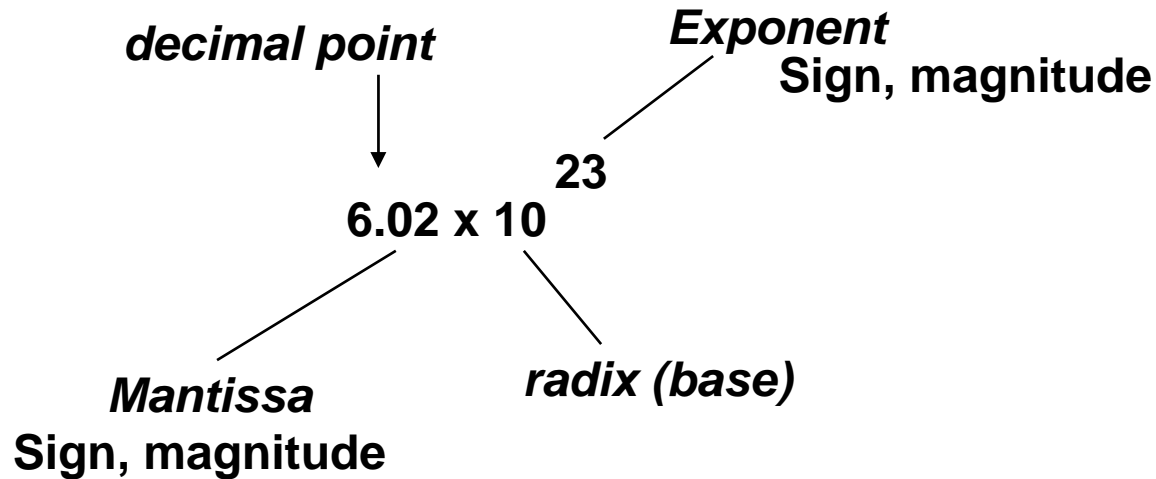 decimal point
Exponent
Sign, magnitude
23
6.02 x 10
Mantissa
Sign, magnitude
radix (base)